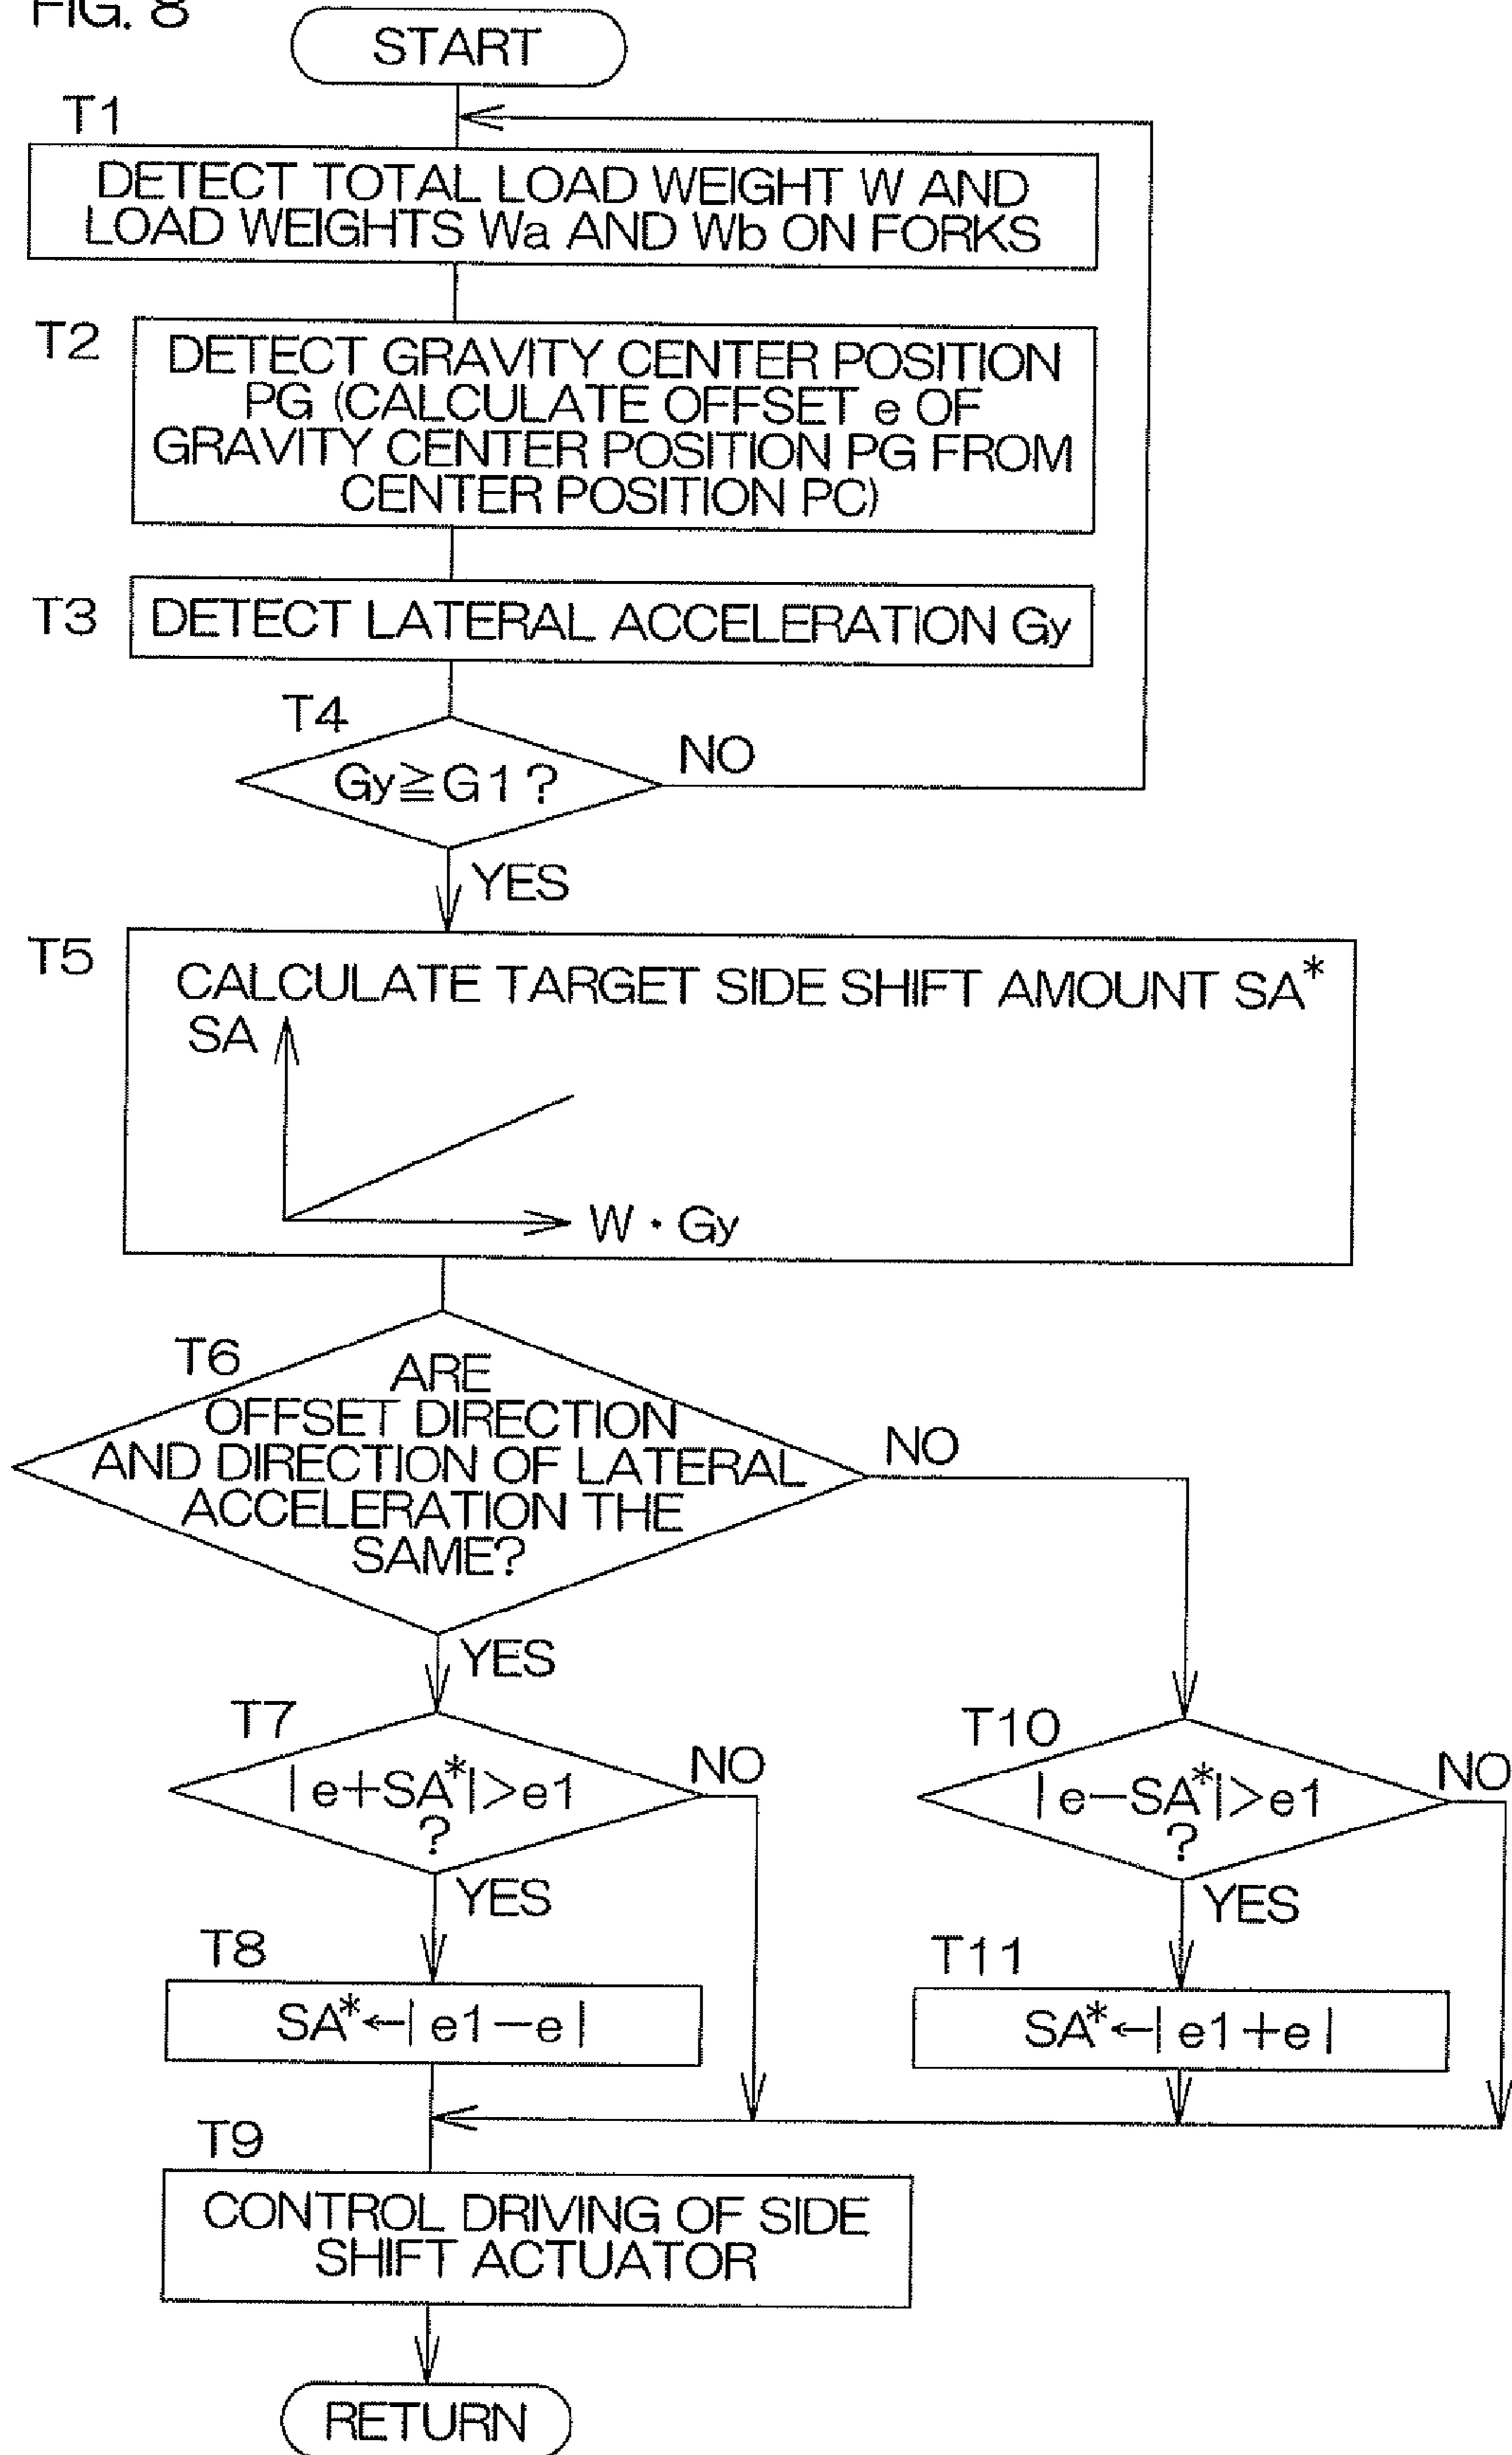 FIG. 8
START
T1
DETECT TOTAL LOAD WEIGHT W AND
LOAD WEIGHTS Wa AND Wb ON FORKS
T2
DETECT GRAVITY CENTER POSITION
PG (CALCULATE OFFSET e OF
GRAVITY CENTER POSITION PG FROM
CENTER POSITION PC)
T3
DETECT LATERAL ACCELERATION Gy
T4
Gy≧G1?
NO
YES
T5
CALCULATE TARGET SIDE SHIFT AMOUNT SA*
SA
W・Gy
T6
ARE
OFFSET DIRECTION
AND DIRECTION OF LATERAL
ACCELERATION THE
SAME?
NO
YES
T7
|e+SA*|>e1
?
NO
YES
T10
|e−SA*|>e1
?
NO
YES
T8
SA*←|e1−e|
T11
SA*←|e1+e|
T9
CONTROL DRIVING OF SIDE
SHIFT ACTUATOR
RETURN